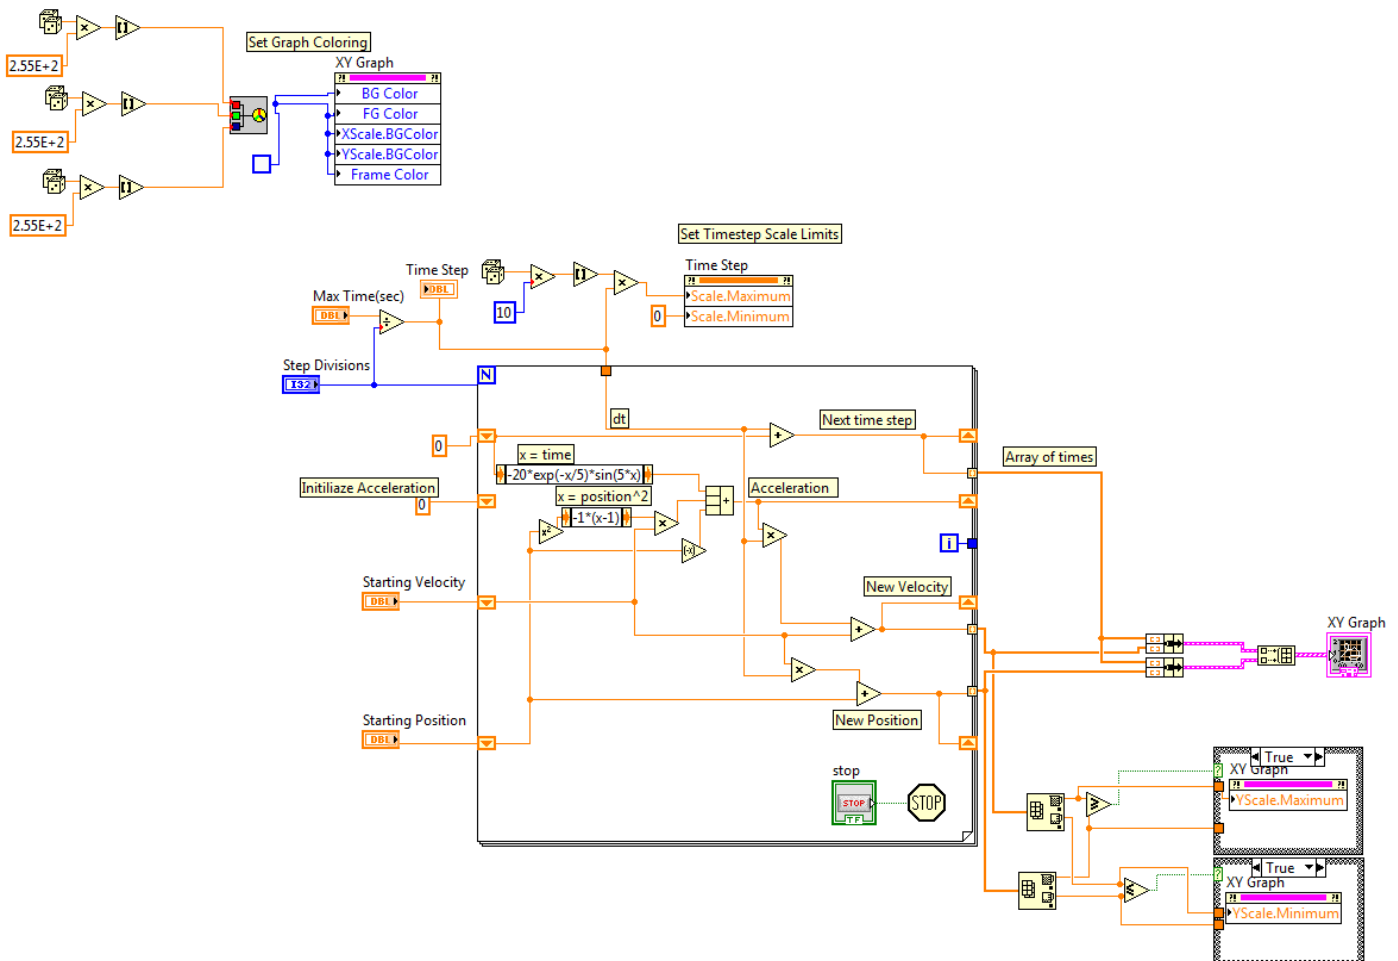 Set Graph Coloring
2.55E+2
2.55E+2
2.55E+2
XY Graph
BG Color
FG Color
XScale.BGColor
YScale.BGColor
Frame Color
Set Timestep Scale Limits
Time Step
DBL
Max Time(sec)
DBL
10
Time Step
Scale.Maximum
0
Scale.Minimum
Step Divisions
I32
N
dt
Next time step
0
x = time
-20*exp(-x/5)*sin(5*x)
Array of times
Initiliaze Acceleration
0
x = position^2
-1*(x-1)
Acceleration
x²
(-x)
i
Starting Velocity
DBL
New Velocity
Starting Position
DBL
New Position
stop
STOP
TF
STOP
XY Graph
True
XY Graph
YScale.Maximum
True
XY Graph
YScale.Minimum